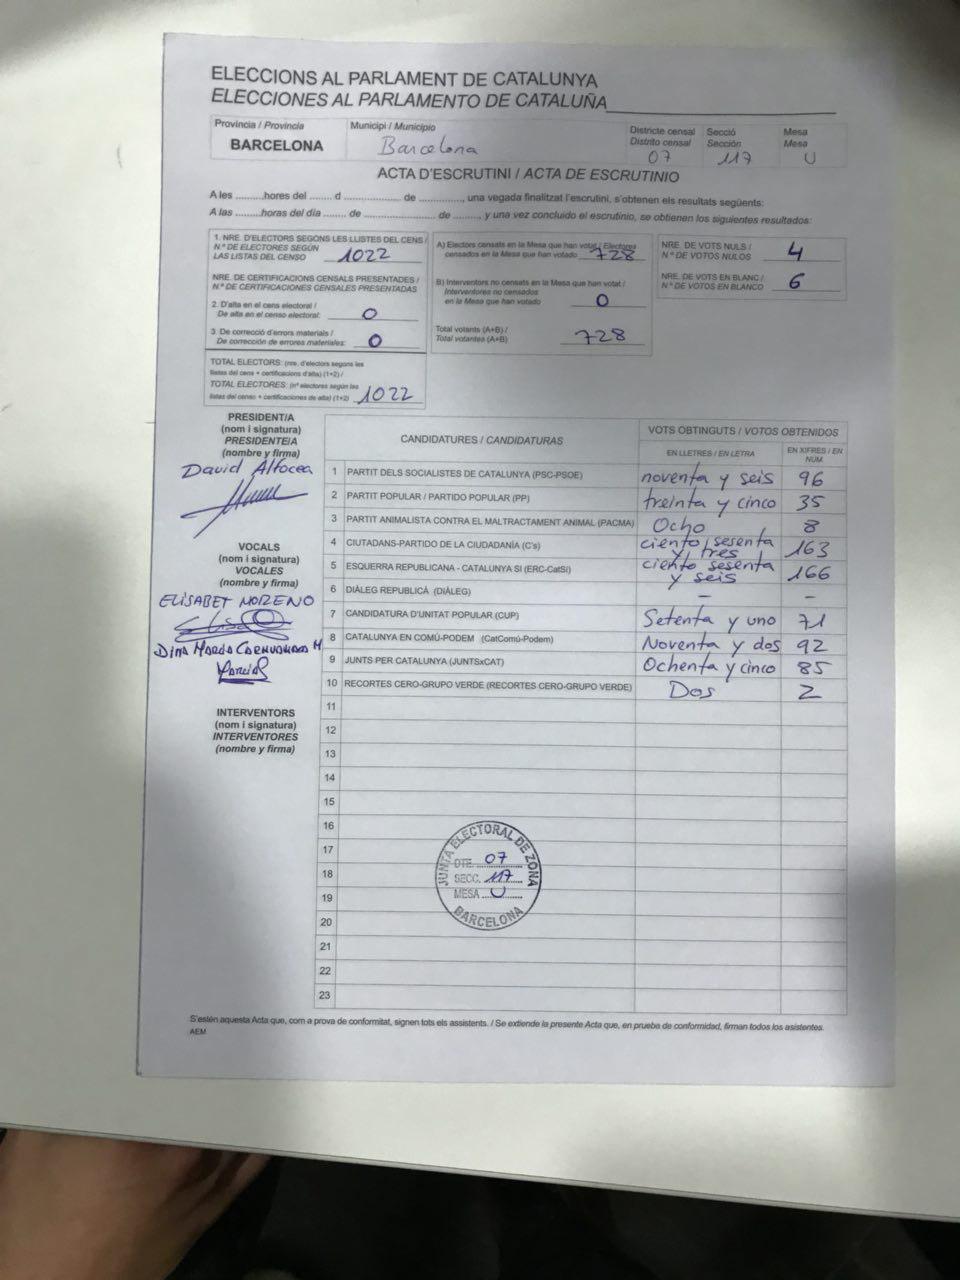 ELECCIONS AL PARLAMENT DE CATALUNYA
ELECCIONES AL PARLAMENTO DE CATALUÑA
Provincia / Provincia
BARCELONA
Municipi / Municipio
Barcelona
Districte censal
Distrito censal
07
Secció
Sección
117
Mesa
Mesa
U
ACTA D'ESCRUTINI / ACTA DE ESCRUTINIO
A les .........hores del ....... d .................... de .............., una vegada finalitzat l'escrutini, s'obtenen els resultats següents:
A las .........horas del día ....... de ........................ de ........, y una vez concluido el escrutinio, se obtienen los siguientes resultados:
1. NRE. D'ELECTORS SEGONS LES LLISTES DEL CENS /
N.º DE ELECTORES SEGÚN
LAS LISTAS DEL CENSO
1022
NRE. DE CERTIFICACIONS CENSALS PRESENTADES /
N.º DE CERTIFICACIONES CENSALES PRESENTADAS
2. D'alta en el cens electoral /
De alta en el censo electoral:
0
3. De correcció d'errors materials /
De corrección de errores materiales:
0
TOTAL ELECTORS: (nre. d'electors segons les
llistes del cens + certificacions d'alta) (1+2) /
TOTAL ELECTORES: (nº electores según las
listas del censo + certificaciones de alta) (1+2)
1022
A) Electors censats en la Mesa que han votat / Electores
censados en la Mesa que han votado
728
B) Interventors no censats en la Mesa que han votat /
Interventores no censados
en la Mesa que han votado
0
Total votants (A+B) /
Total votantes (A+B)
728
NRE. DE VOTS NULS /
N.º DE VOTOS NULOS
4
NRE. DE VOTS EN BLANC /
N.º DE VOTOS EN BLANCO
6
PRESIDENT/A
(nom i signatura)
PRESIDENTE/A
(nombre y firma)
David Alfocea
VOCALS
(nom i signatura)
VOCALES
(nombre y firma)
ELISABET MORENO
INTERVENTORS
(nom i signatura)
INTERVENTORES
(nombre y firma)
CANDIDATURES / CANDIDATURAS
VOTS OBTINGUTS / VOTOS OBTENIDOS
EN LLETRES / EN LETRA
EN XIFRES / EN NUM.
1 PARTIT DELS SOCIALISTES DE CATALUNYA (PSC-PSOE) noventa y seis 96
2 PARTIT POPULAR / PARTIDO POPULAR (PP) treinta y cinco 35
3 PARTIT ANIMALISTA CONTRA EL MALTRACTAMENT ANIMAL (PACMA) Ocho 8
4 CIUTADANS-PARTIDO DE LA CIUDADANÍA (C's) ciento sesenta y tres 163
5 ESQUERRA REPUBLICANA - CATALUNYA SI (ERC-CatSí) ciento sesenta y seis 166
6 DIÀLEG REPUBLICÀ (DIÀLEG) – –
7 CANDIDATURA D'UNITAT POPULAR (CUP) Setenta y uno 71
8 CATALUNYA EN COMÚ-PODEM (CatComú-Podem) Noventa y dos 92
9 JUNTS PER CATALUNYA (JUNTSxCAT) Ochenta y cinco 85
10 RECORTES CERO-GRUPO VERDE (RECORTES CERO-GRUPO VERDE) Dos 2
11
12
13
14
15
16
17
18
19
20
21
22
23
JUNTA ELECTORAL DE ZONA
DTE. 07
SECC. 117
MESA U
BARCELONA
S'estén aquesta Acta que, com a prova de conformitat, signen tots els assistents. / Se extiende la presente Acta que, en prueba de conformidad, firman todos los asistentes.
AEM